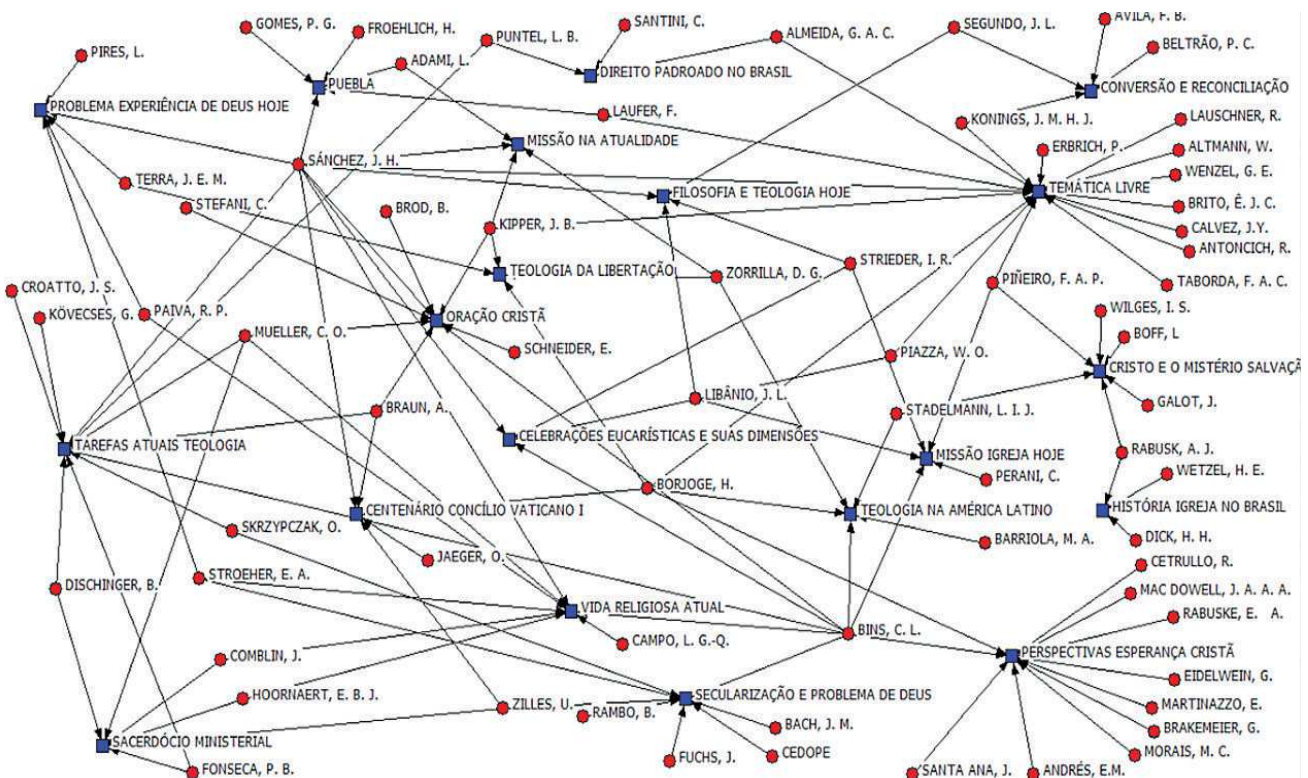 GOMES, P. G.
FROEHLICH, H.
PUNTEL, L. B.
SANTINI, C.
ALMEIDA, G. A. C.
SEGUNDO, J. L.
AVILA, F. B.
BELTRÃO, P. C.
PIRES, L.
ADAMI, L.
PUEBLA
DIREITO PADROADO NO BRASIL
CONVERSÃO E RECONCILIAÇÃO
PROBLEMA EXPERIÊNCIA DE DEUS HOJE
LAUFER, F.
KONINGS, J. M. H. J.
LAUSCHNER, R.
MISSÃO NA ATUALIDADE
ERBRICH, P.
ALTMANN, W.
SÁNCHEZ, J. H.
WENZEL, G. E.
TERRA, J. E. M.
FILOSOFIA E TEOLOGIA HOJE
TEMÁTICA LIVRE
STEFANI, C.
BROD, B.
KIPPER, J. B.
BRITO, Ê. J. C.
CALVEZ, J.Y.
ANTONCICH, R.
TEOLOGIA DA LIBERTAÇÃO
ZORRILLA, D. G.
STRIEDER, I. R.
PIÑEIRO, F. A. P.
TABORDA, F. A. C.
CROATTO, J. S.
KÖVECSES, G.
PAIVA, R. P.
MUELLER, C. O.
ORAÇÃO CRISTÃ
WILGES, I. S.
BOFF, L
SCHNEIDER, E.
PIAZZA, W. O.
CRISTO E O MISTÉRIO SALVAÇÃ
LIBÂNIO, J. L.
GALOT, J.
BRAUN, A.
STADELMANN, L. I. J.
TAREFAS ATUAIS TEOLOGIA
CELEBRAÇÕES EUCARÍSTICAS E SUAS DIMENSÕES
MISSÃO IGREJA HOJE
RABUSK, A. J.
PERANI, C.
WETZEL, H. E.
BORJOGE, H.
CENTENÁRIO CONCÍLIO VATICANO I
TEOLOGIA NA AMÉRICA LATINO
HISTÓRIA IGREJA NO BRASIL
SKRZYPCZAK, O.
BARRIOLA, M. A.
DICK, H. H.
JAEGER, O.
CETRULLO, R.
DISCHINGER, B.
STROEHER, E. A.
MAC DOWELL, J. A. A. A.
VIDA RELIGIOSA ATUAL
RABUSKE, E. A.
CAMPO, L. G.-Q.
BINS, C. L.
COMBLIN, J.
PERSPECTIVAS ESPERANÇA CRISTÃ
EIDELWEIN, G.
HOORNAERT, E. B. J.
SECULARIZAÇÃO E PROBLEMA DE DEUS
ZILLES, U.
RAMBO, B.
MARTINAZZO, E.
BACH, J. M.
BRAKEMEIER, G.
SACERDÓCIO MINISTERIAL
FUCHS, J.
CEDOPE
MORAIS, M. C.
FONSECA, P. B.
SANTA ANA, J.
ANDRÉS, E.M.